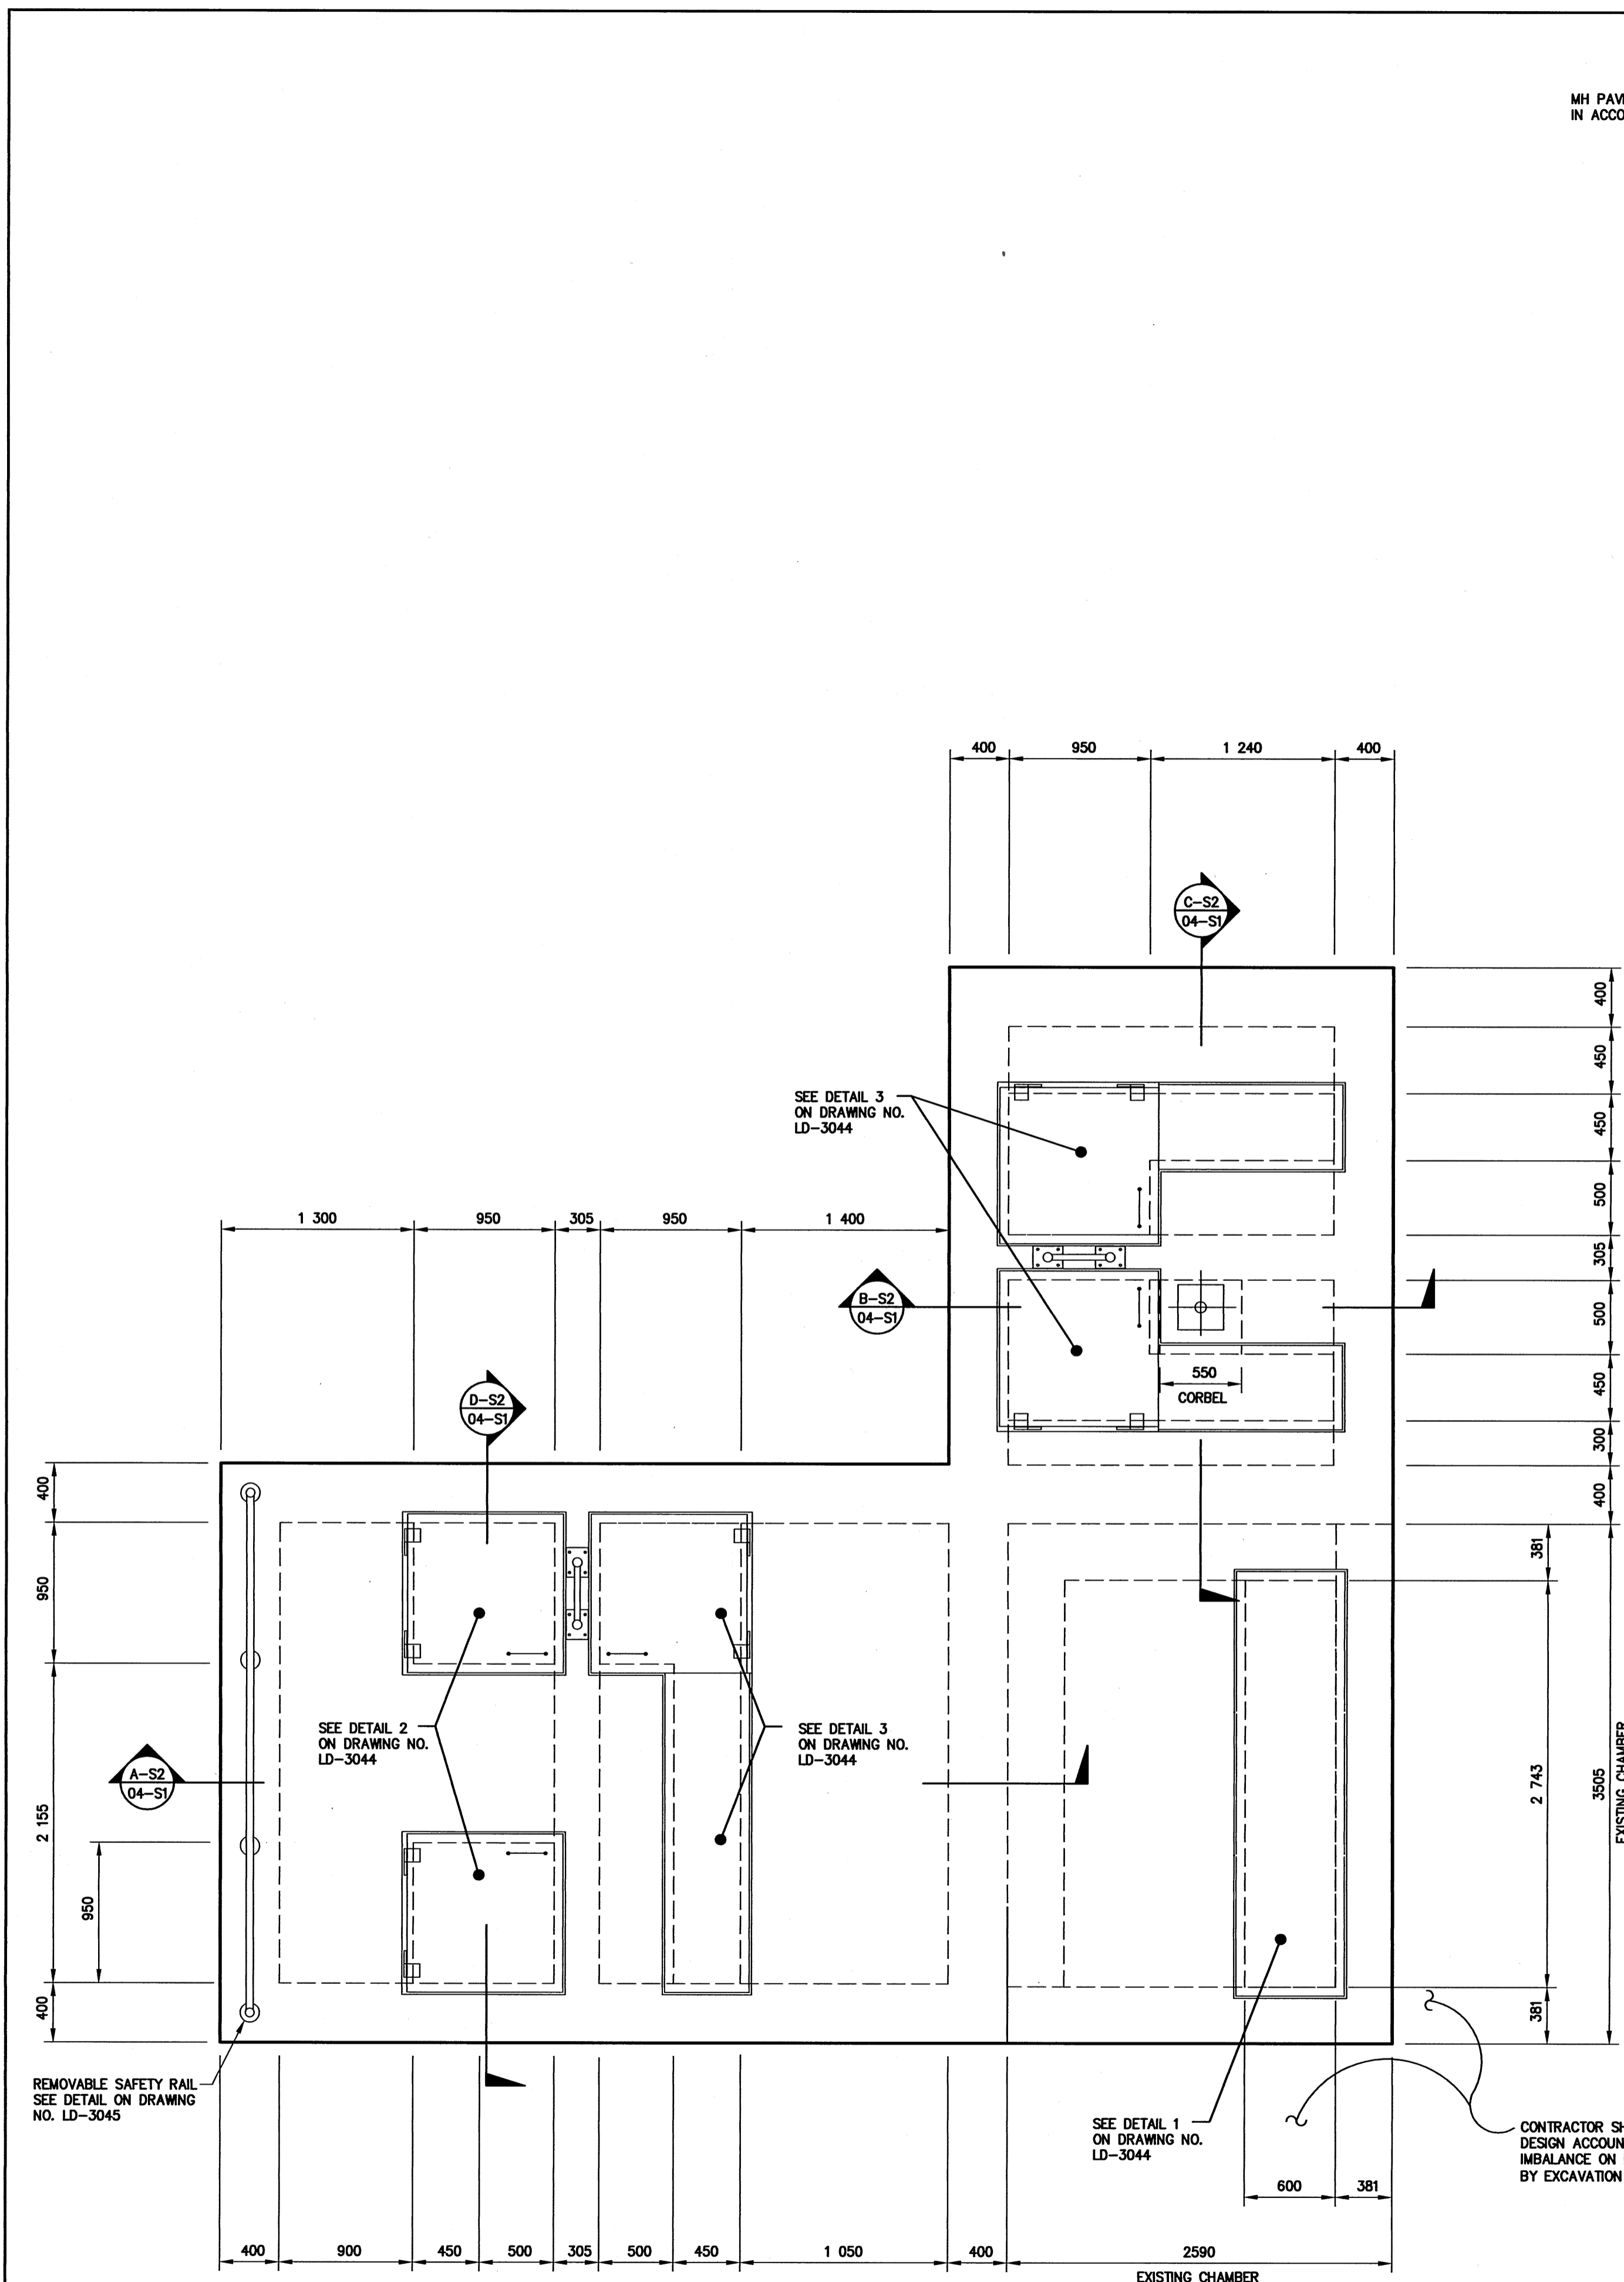 MH PAV
IN ACCO
400
950
1 240
400
C-S2
04-S1
400
450
450
500
305
500
450
300
400
SEE DETAIL 3
ON DRAWING NO.
LD-3044
1 300
950
305
950
1 400
B-S2
04-S1
550
CORBEL
D-S2
04-S1
400
950
2 155
950
400
381
2 743
381
3505
EXISTING CHAMBER
SEE DETAIL 2
ON DRAWING NO.
LD-3044
SEE DETAIL 3
ON DRAWING NO.
LD-3044
A-S2
04-S1
REMOVABLE SAFETY RAIL
SEE DETAIL ON DRAWING
NO. LD-3045
SEE DETAIL 1
ON DRAWING NO.
LD-3044
CONTRACTOR SH
DESIGN ACCOUN
IMBALANCE ON
BY EXCAVATION
600
381
400
900
450
500
305
500
450
1 050
400
2590
EXISTING CHAMBER